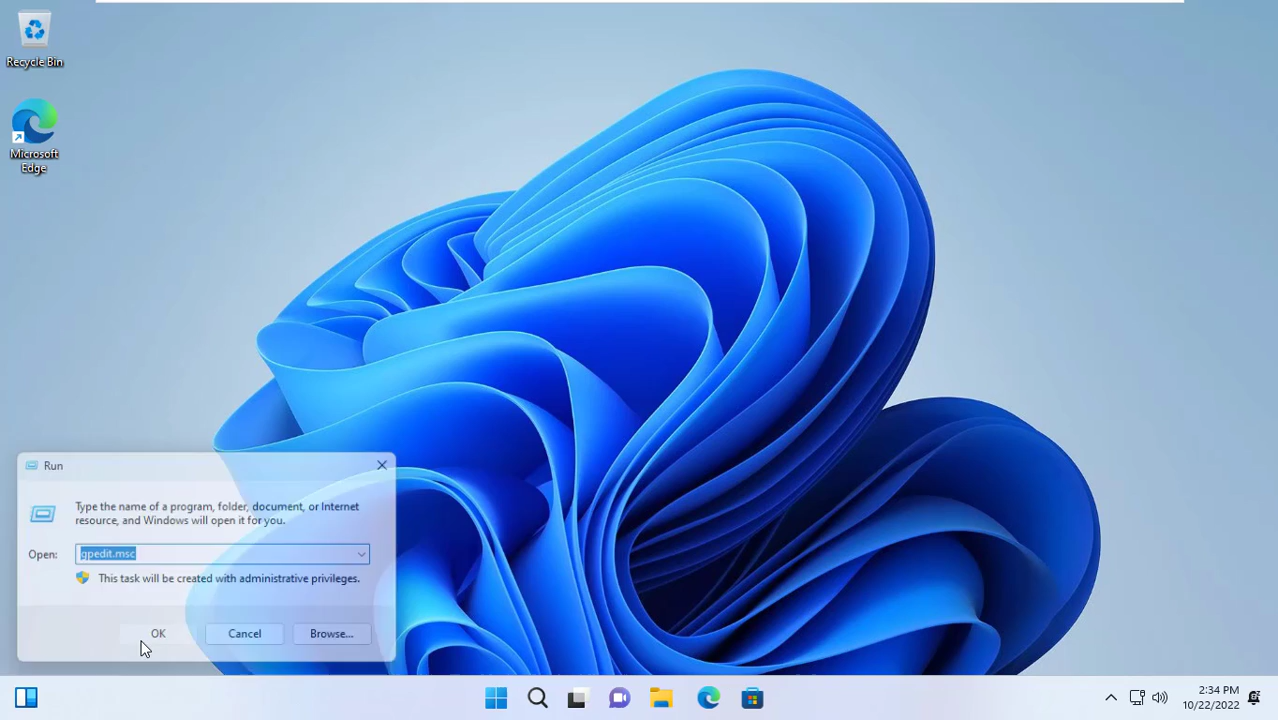 Recycle Bin
Microsoft
Edge
Run
Type the name of a program, folder, document, or Internet
resource, and Windows will open it for you.
Open: gpedit.msc
This task will be created with administrative privileges.
OK Cancel Browse...
2:34 PM
10/22/2022